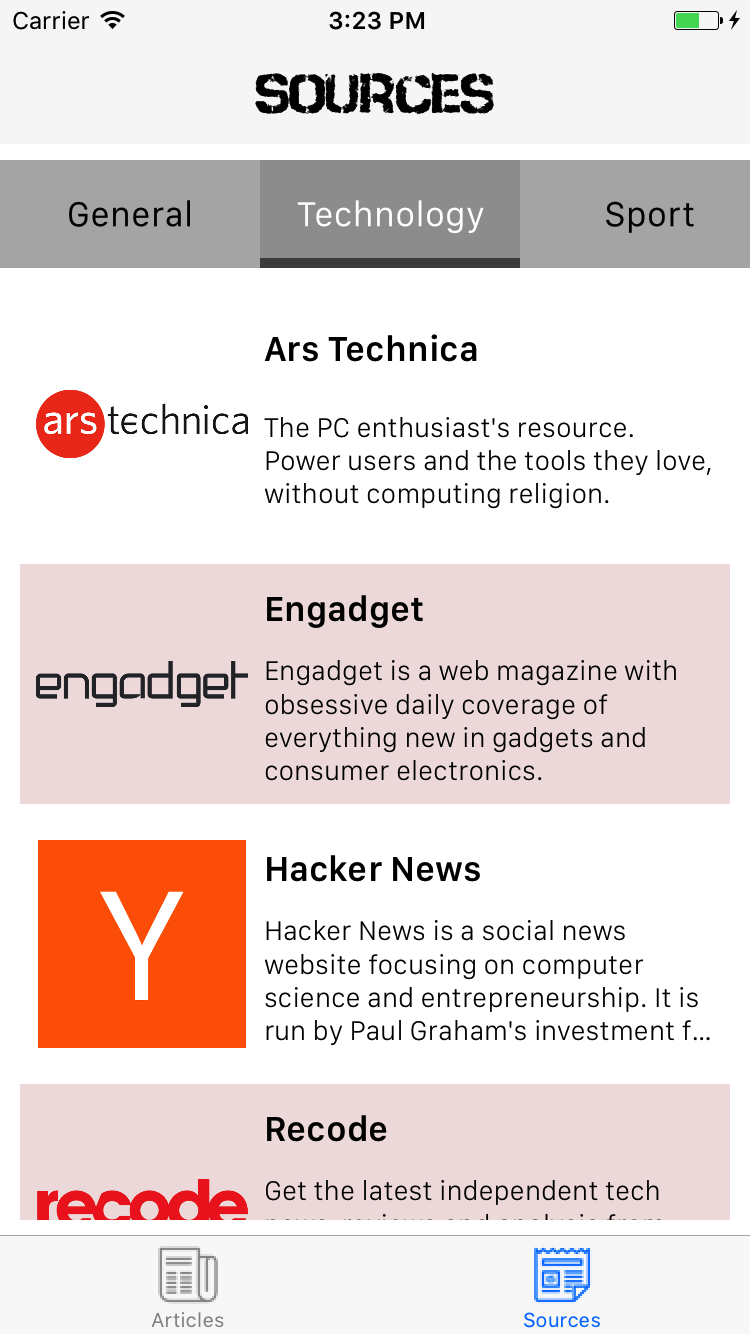 Carrier 3:23 PM
SOURCES
General Technology Sport
Ars Technica
ars technica
The PC enthusiast's resource.
Power users and the tools they love,
without computing religion.
Engadget
engadget
Engadget is a web magazine with
obsessive daily coverage of
everything new in gadgets and
consumer electronics.
Y
Hacker News
Hacker News is a social news
website focusing on computer
science and entrepreneurship. It is
run by Paul Graham's investment f...
Recode
recode
Get the latest independent tech
Articles Sources